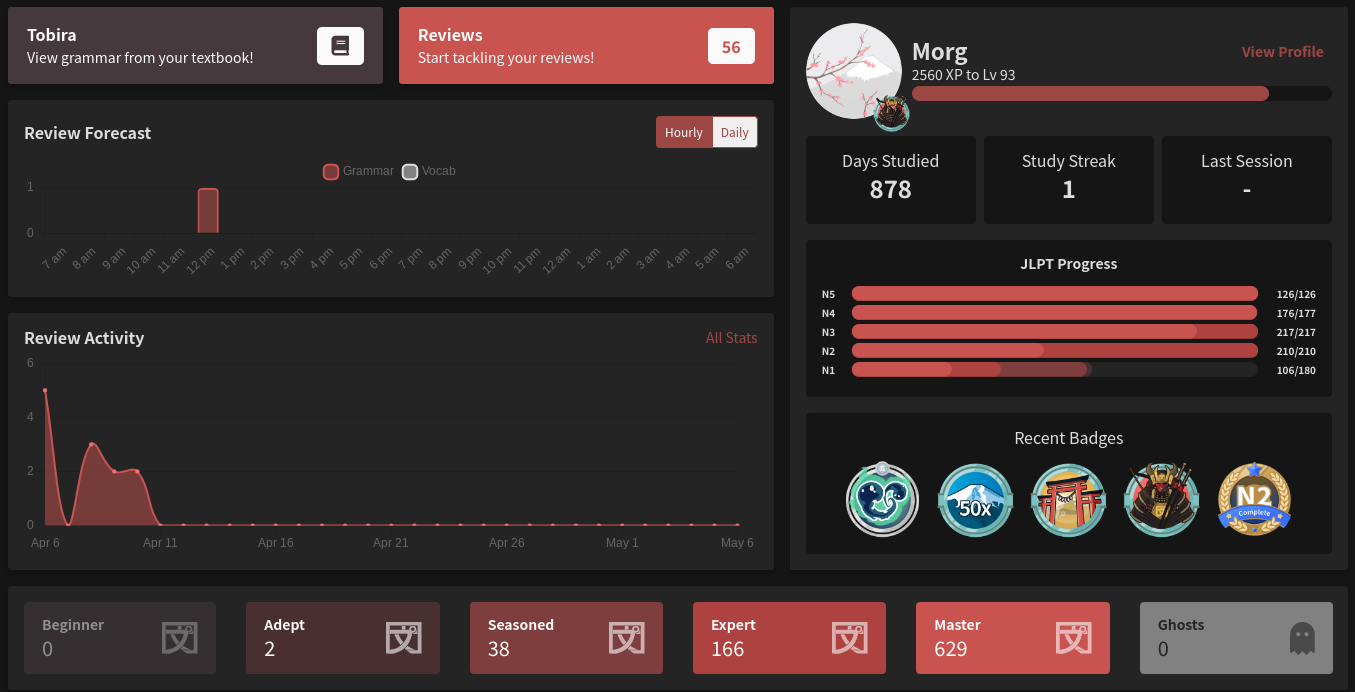 Tobira
View grammar from your textbook!
Reviews
Start tackling your reviews!
56
Review Forecast
Hourly
Daily
Grammar
Vocab
1
0
7 am
8 am
9 am
10 am
11 am
12 pm
1 pm
2 pm
3 pm
4 pm
5 pm
6 pm
7 pm
8 pm
9 pm
10 pm
11 pm
12 am
1 am
2 am
3 am
4 am
5 am
6 am
Review Activity
All Stats
6
4
2
0
Apr 6
Apr 11
Apr 16
Apr 21
Apr 26
May 1
May 6
Morg
View Profile
2560 XP to Lv 93
Days Studied
878
Study Streak
1
Last Session
-
JLPT Progress
N5
126/126
N4
176/177
N3
217/217
N2
210/210
N1
106/180
Recent Badges
50x
N2
Complete
Beginner
0
文
Adept
2
文
Seasoned
38
文
Expert
166
文
Master
629
文
Ghosts
0